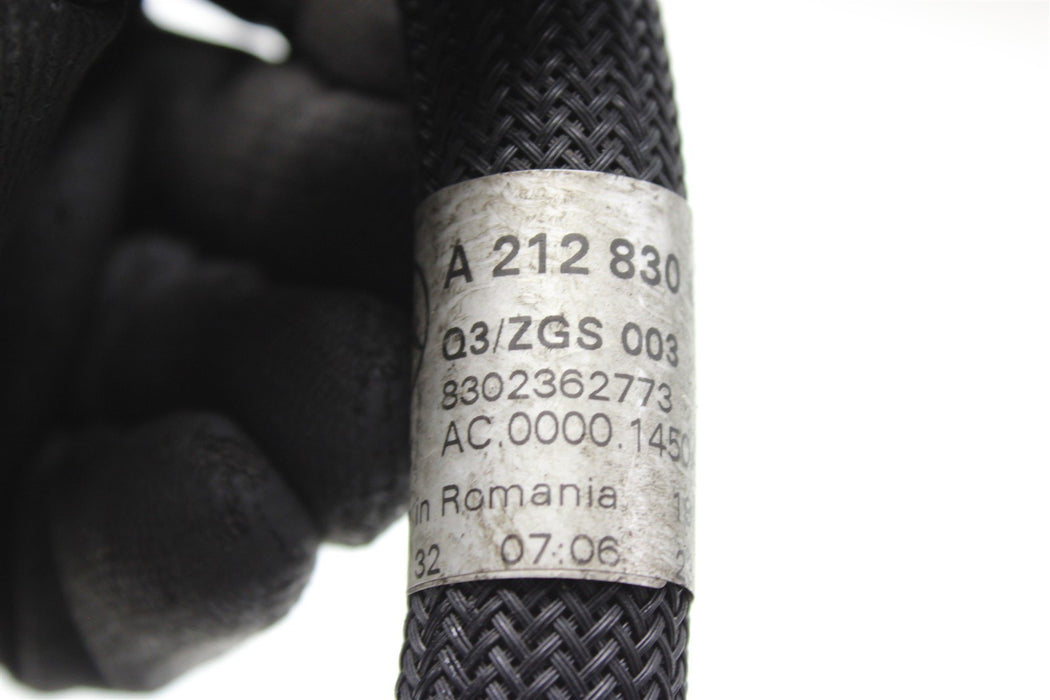 A 212 830
Q3/ZGS 003
8302362773
AC.0000.1450
in Romania
32 07:06